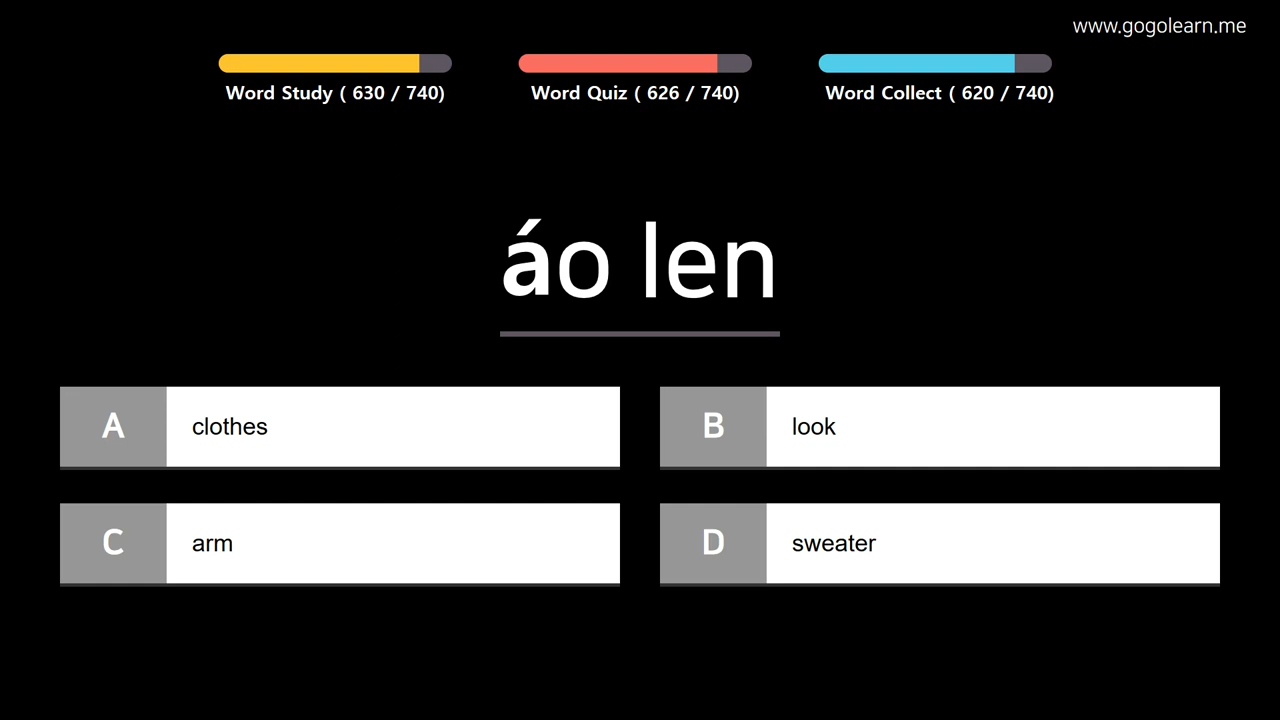 www.gogolearn.me
Word Study ( 630 / 740)
Word Quiz ( 626 / 740)
Word Collect ( 620 / 740)
áo len
A clothes
B look
C arm
D sweater